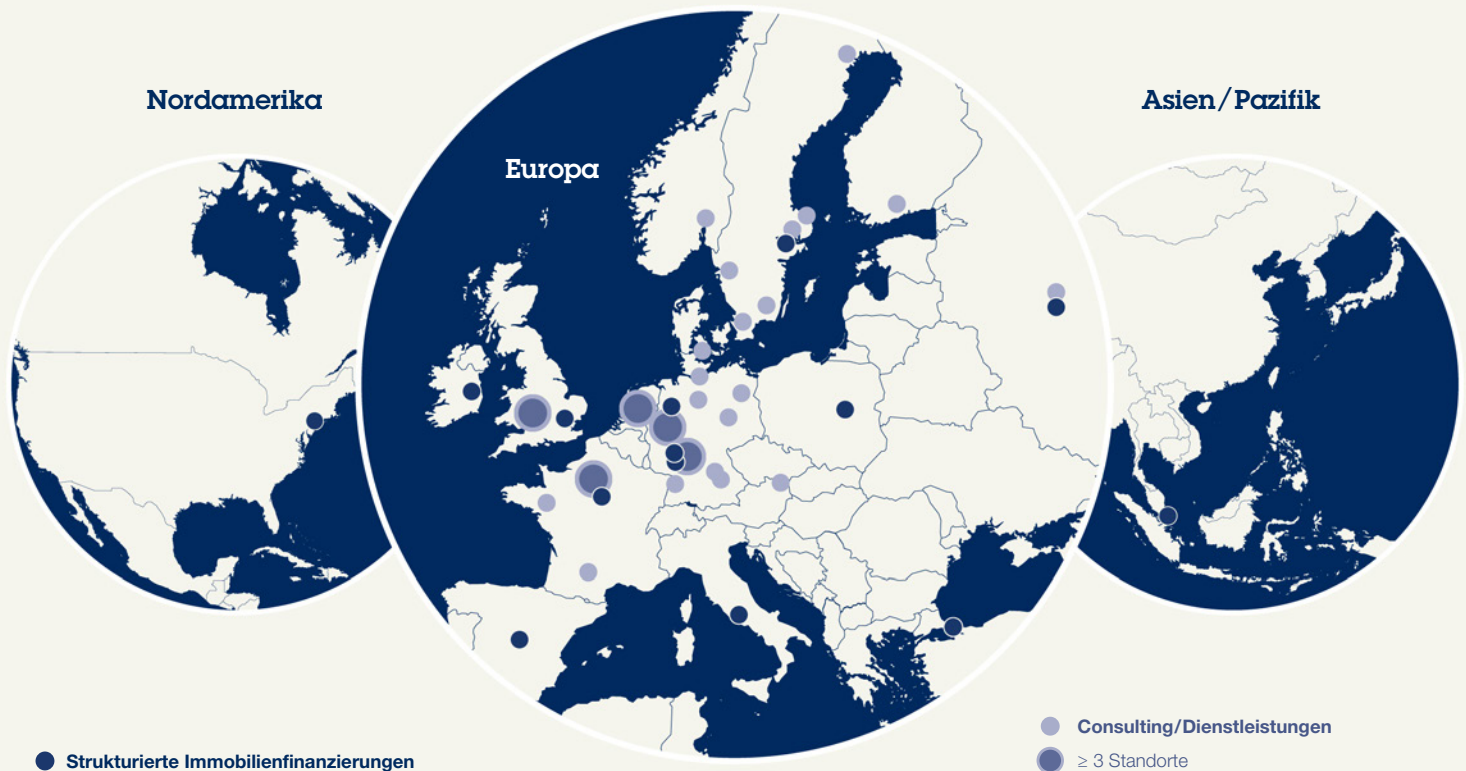 Nordamerika
Europa
Asien/Pazifik
Strukturierte Immobilienfinanzierungen
Consulting/Dienstleistungen
≥ 3 Standorte